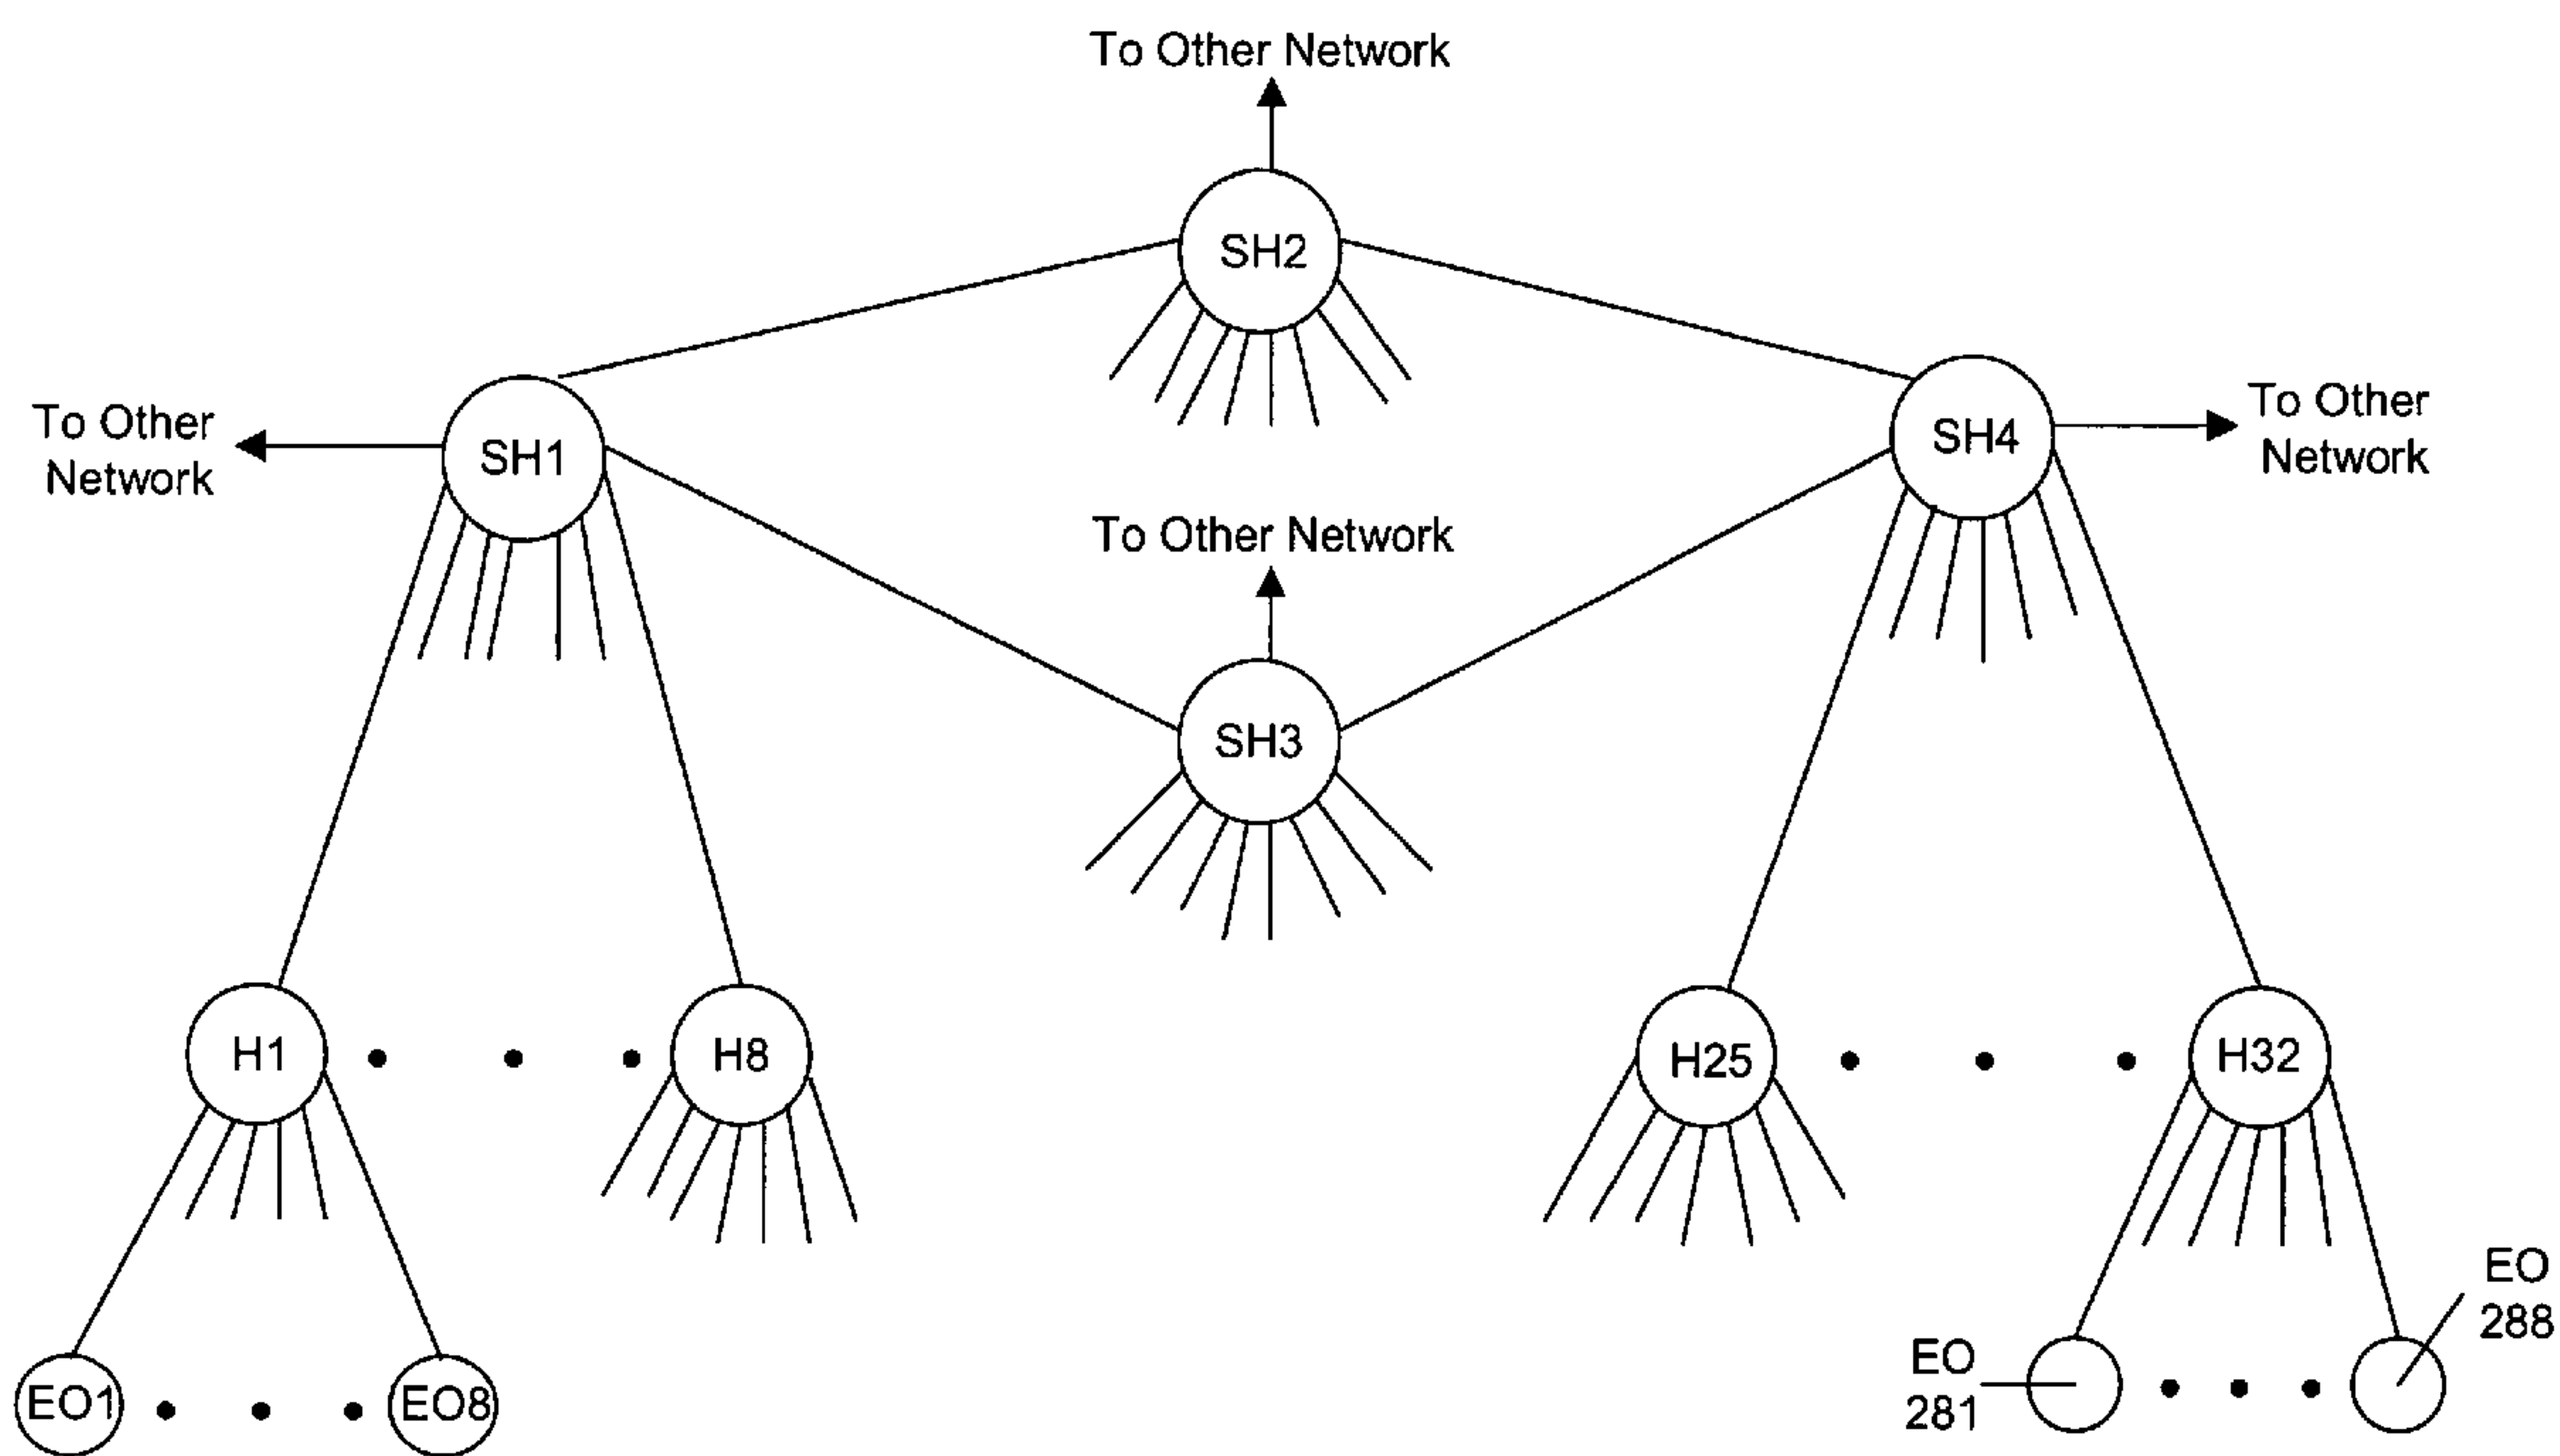 To Other Network
SH2
To Other
Network
SH1
SH4
To Other
Network
To Other Network
SH3
H1
H8
H25
H32
EO
288
EO
281
EO1
EO8